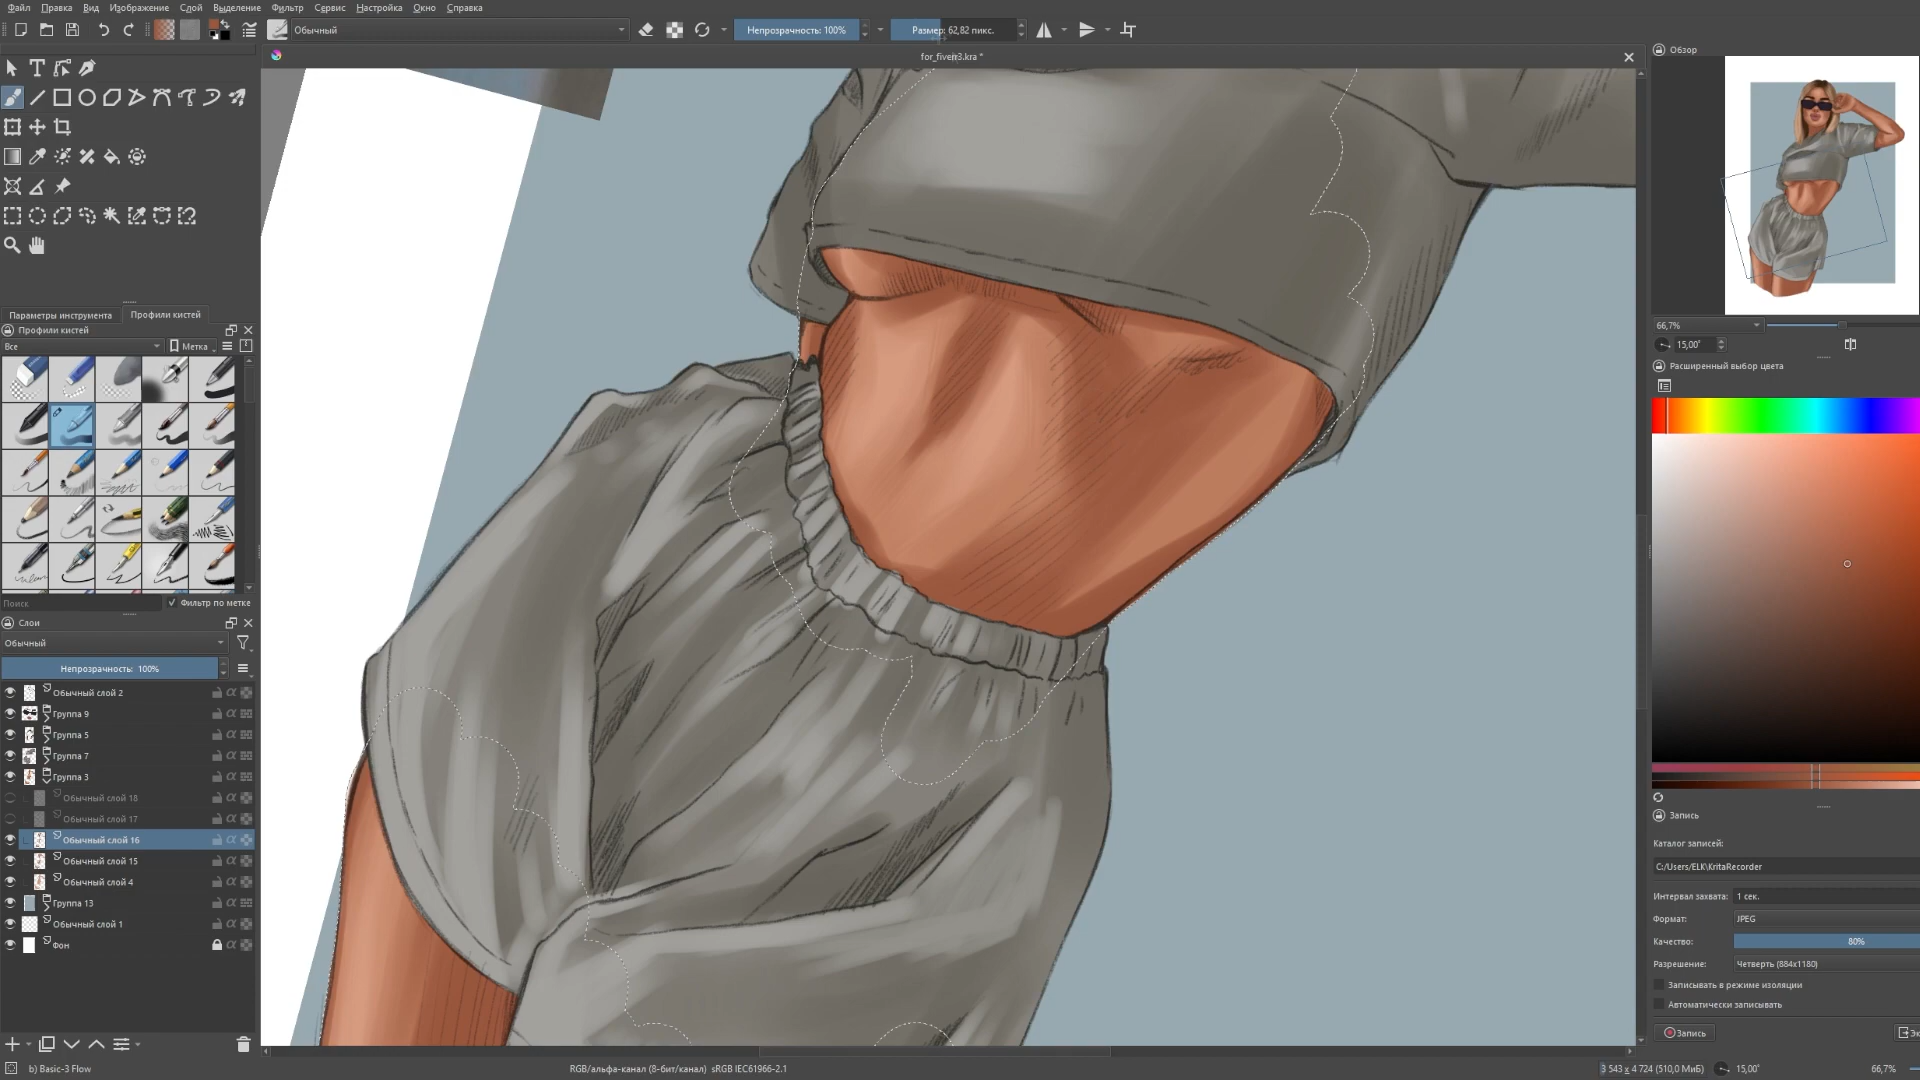 Файл Правка Вид Изображение Слой Выделение Фильтр Сервис Настройка Окно Справка
Обычный
Непрозрачность: 100%
Размер: 62,82 пикс.
for_fiverr3.kra *
Обзор
66,7%
15,00°
Расширенный выбор цвета
Параметры инструмента
Профили кистей
Профили кистей
Все
Метка
Поиск
Фильтр по метке
Слои
Обычный
Непрозрачность: 100%
Обычный слой 2
Группа 9
Группа 5
Группа 7
Группа 3
Обычный слой 18
Обычный слой 17
Обычный слой 16
Обычный слой 15
Обычный слой 4
Группа 13
Обычный слой 1
Фон
Запись
Каталог записей:
C:/Users/ELK\KritaRecorder
Интервал захвата: 1 сек.
Формат: JPEG
Качество: 80%
Разрешение: Четверть (884x1180)
Записывать в режиме изоляции
Автоматически записывать
Запись
Эк
b) Basic-3 Flow
RGB/альфа-канал (8-бит/канал) sRGB IEC61966-2.1
3 543 x 4 724 (510,0 МиБ)
15,00°
66,7%